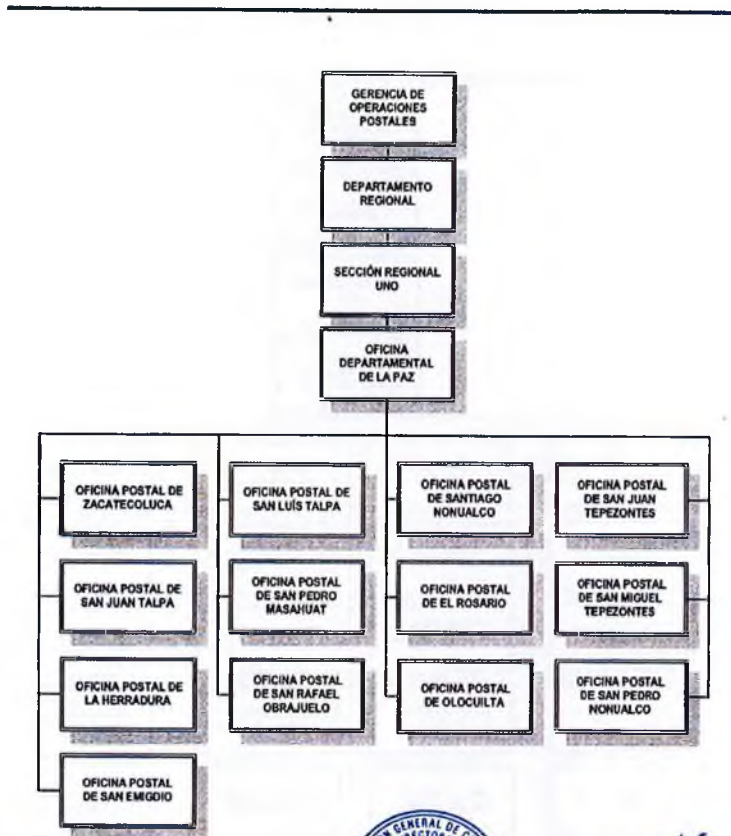 GERENCIA DE
OPERACIONES
POSTALES
DEPARTAMENTO
REGIONAL
SECCIÓN REGIONAL
UNO
OFICINA
DEPARTAMENTAL
DE LA PAZ
OFICINA POSTAL DE
ZACATECOLUCA
OFICINA POSTAL DE
SAN LUÍS TALPA
OFICINA POSTAL
DE SANTIAGO
NONUALCO
OFICINA POSTAL
DE SAN JUAN
TEPEZONTES
OFICINA POSTAL DE
SAN JUAN TALPA
OFICINA POSTAL
DE SAN PEDRO
MASAHUAT
OFICINA POSTAL
DE EL ROSARIO
OFICINA POSTAL
DE SAN MIGUEL
TEPEZONTES
OFICINA POSTAL DE
LA HERRADURA
OFICINA POSTAL
DE SAN RAFAEL
OBRAJUELO
OFICINA POSTAL
DE OLOCUILTA
OFICINA POSTAL
DE SAN PEDRO
NONUALCO
OFICINA POSTAL
DE SAN EMIGDIO
GENERAL DE